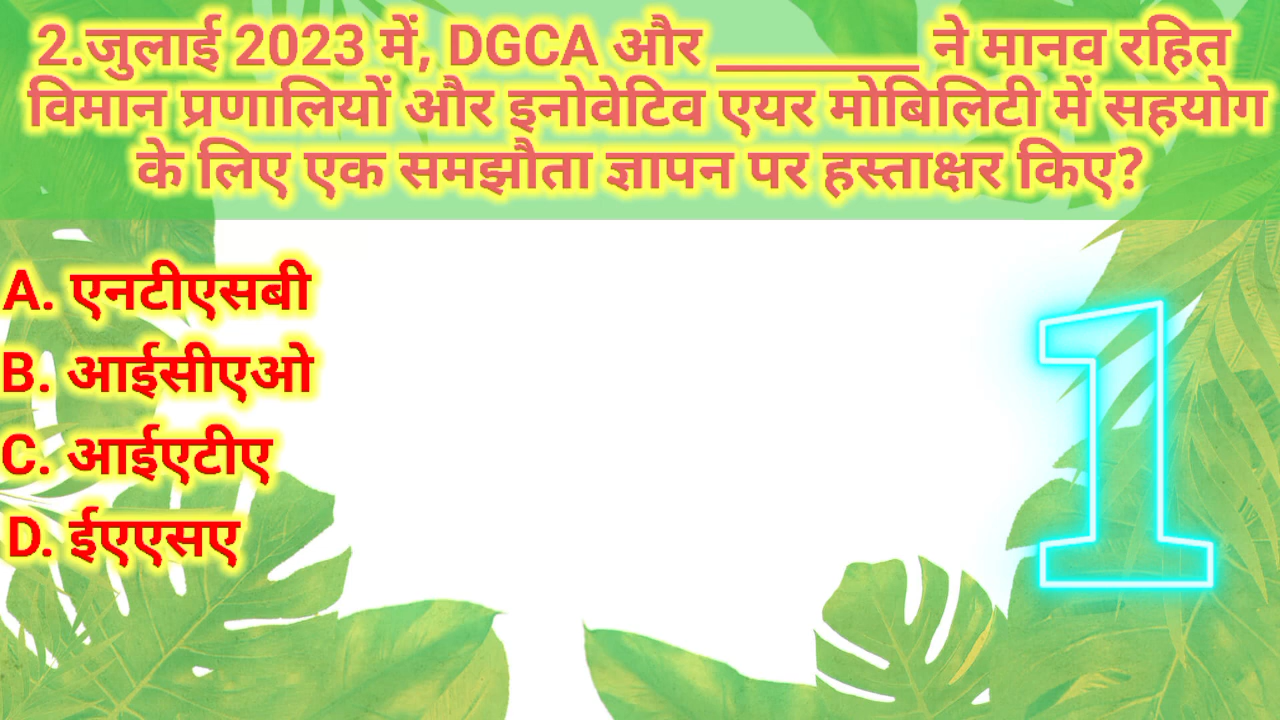 2.जुलाई 2023 में, DGCA और ________ ने मानव रहित
विमान प्रणालियों और इनोवेटिव एयर मोबिलिटी में सहयोग
के लिए एक समझौता ज्ञापन पर हस्ताक्षर किए?
A. एनटीएसबी
B. आईसीएओ
C. आईएटीए
D. ईएएसए
1